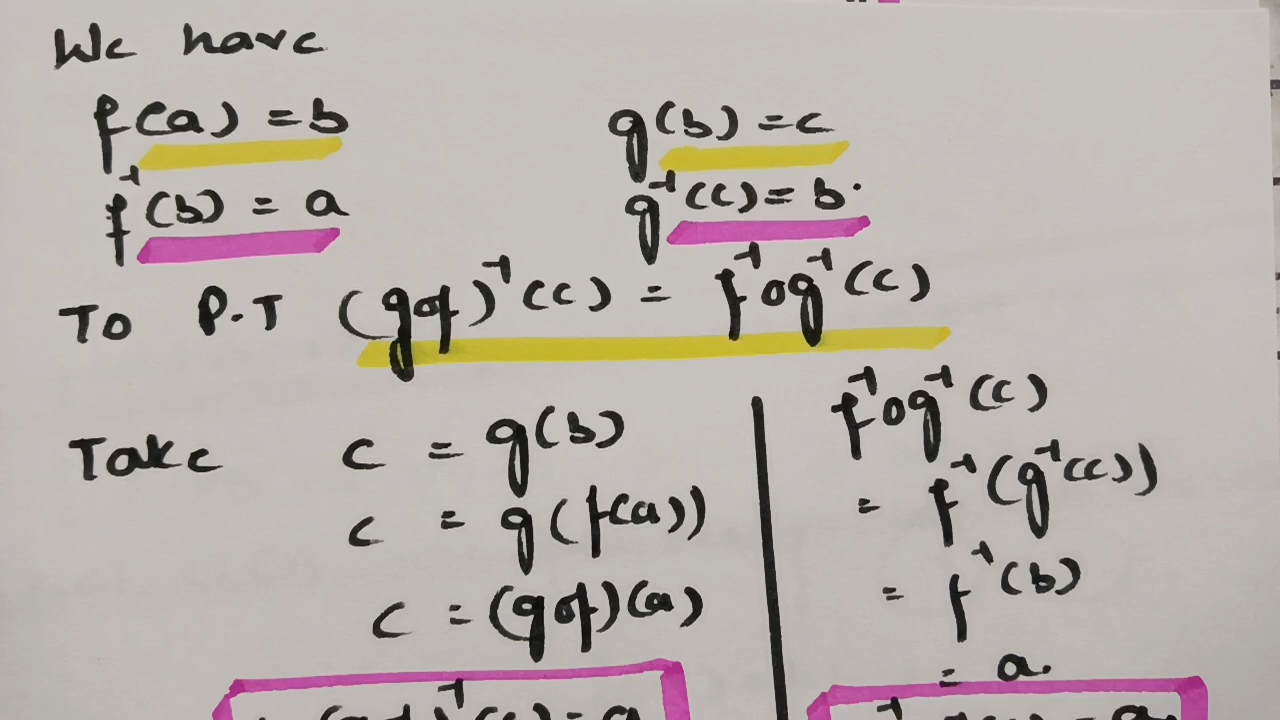 We have
f(a) = b
g(b) = c
f⁻¹(b) = a
g⁻¹(c) = b.
To P.T (gof)⁻¹(c) = f⁻¹og⁻¹(c)
Take c = g(b)
c = g(f(a))
c = (gof)(a)
f⁻¹og⁻¹(c)
= f⁻¹(g⁻¹(c))
= f⁻¹(b)
= a.